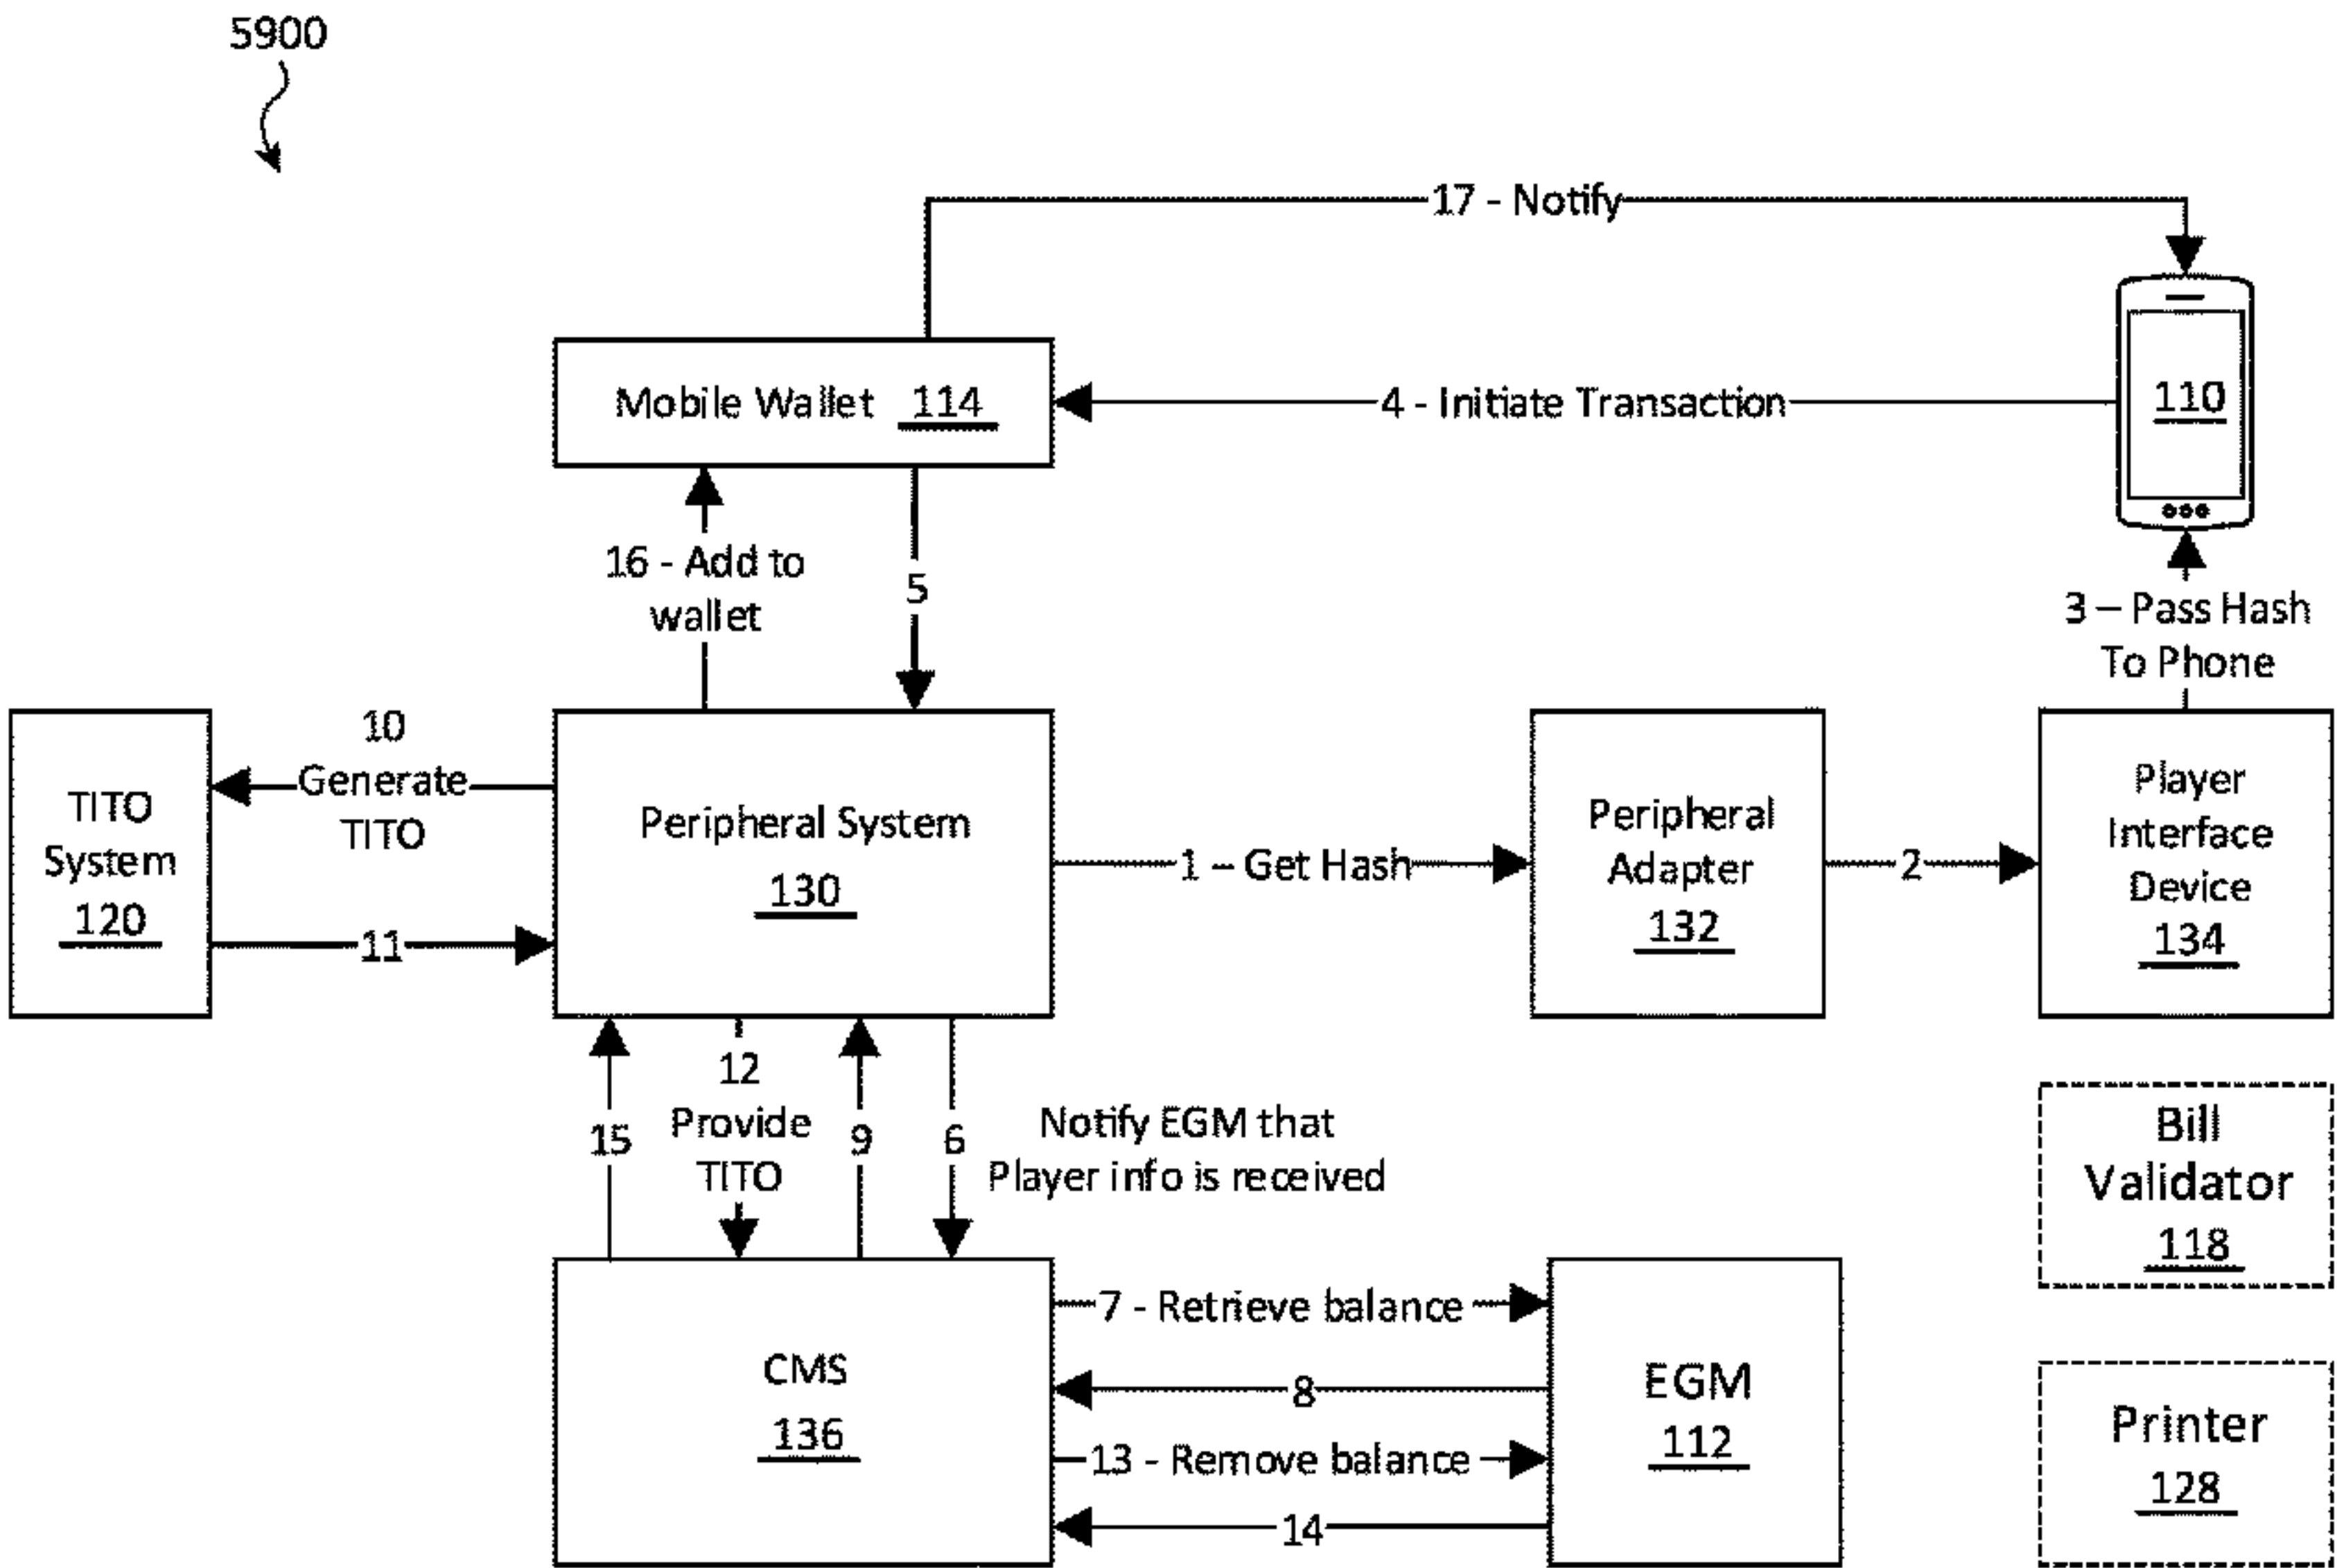 5900
17 - Notify
Mobile Wallet 114
4 - Initiate Transaction
110
16 - Add to
wallet
5
3 – Pass Hash
To Phone
10
Generate
TITO
TITO
System
120
11
Peripheral System
130
1 – Get Hash
Peripheral
Adapter
132
2
Player
Interface
Device
134
15
12
Provide
TITO
9
6
Notify EGM that
Player info is received
Bill
Validator
118
CMS
136
7 - Retrieve balance
8
13 - Remove balance
14
EGM
112
Printer
128